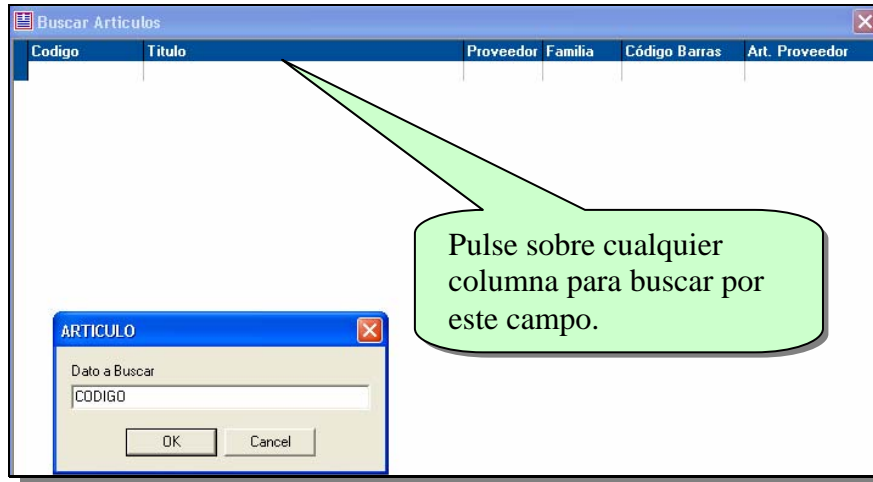 Buscar Articulos
Codigo Titulo Proveedor Familia Código Barras Art. Proveedor
Pulse sobre cualquier
columna para buscar por
este campo.
ARTICULO
Dato a Buscar
CODIGO
OK Cancel